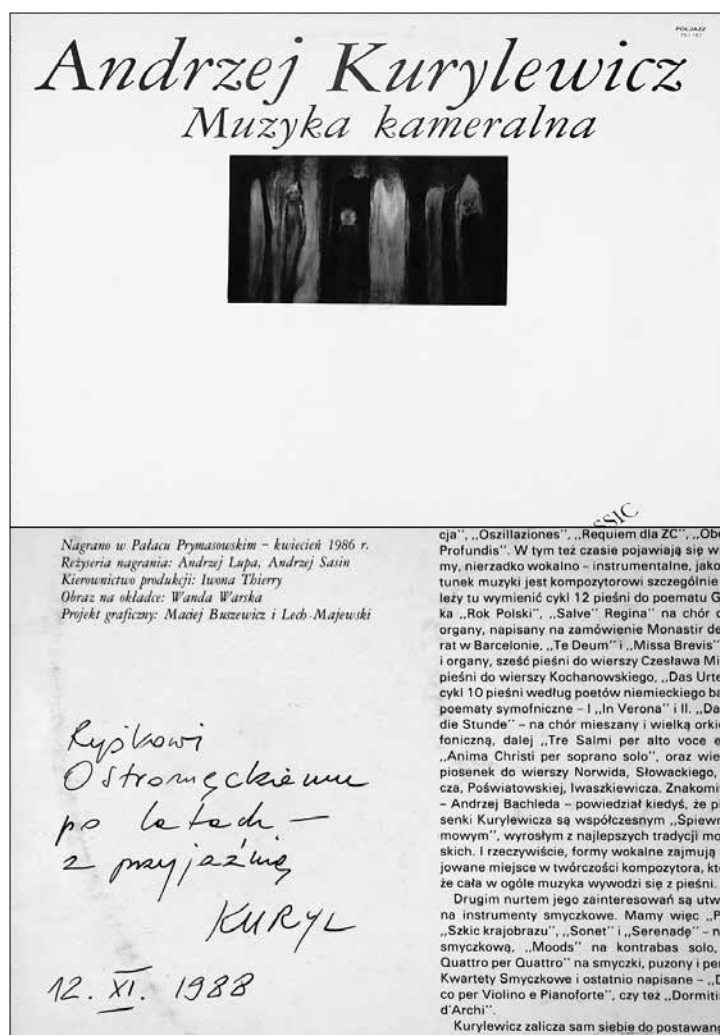 POLJAZZ
Andrzej Kurylewicz
Muzyka kameralna
SSIC
Nagrano w Pałacu Prymasowskim – kwiecień 1986 r.
Reżyseria nagrania: Andrzej Lupa, Andrzej Sasin
Kierownictwo produkcji: Iwona Thierry
Obraz na okładce: Wanda Warska
Projekt graficzny: Maciej Buszewicz i Lech Majewski
Ryśkowi
Ostromęckiemu
po latach –
z przyjaźnią
KURYL
12. XI. 1988
cja", „Oszillaziones", „Requiem dla ZC", „Obe
Profundis". W tym też czasie pojawiają się w
my, nierzadko wokalno – instrumentalne, jako
tunek muzyki jest kompozytorowi szczególnie
leży tu wymienić cykl 12 pieśni do poematu G
ka „Rok Polski", „Salve" Regina" na chór c
organy, napisany na zamówienie Monastir de
rat w Barcelonie, „Te Deum" i „Missa Brevis"
i organy, sześć pieśni do wierszy Czesława Mi
pieśni do wierszy Kochanowskiego, „Das Urte
cykl 10 pieśni według poetów niemieckiego ba
poematy symofniczne – I „In Verona" i II. „Da
die Stunde" – na chór mieszany i wielką orkie
foniczną, dalej „Tre Salmi per alto voce e
„Anima Christi per soprano solo", oraz wie
piosenek do wierszy Norwida, Słowackiego,
cza, Poświatowskiej, Iwaszkiewicza. Znakomi
– Andrzej Bachleda – powiedział kiedyś, że pi
senki Kurylewicza są współczesnym „Śpiewn
mowym", wyrosłym z najlepszych tradycji mo
skich. I rzeczywiście, formy wokalne zajmują
jowane miejsce w twórczości kompozytora, któ
że cała w ogóle muzyka wywodzi się z pieśni.
Drugim nurtem jego zainteresowań są utw
na instrumenty smyczkowe. Mamy więc „P
„Szkic krajobrazu", „Sonet" i „Serenadę" – n
smyczkową, „Moods" na kontrabas solo,
Quattro per Quattro" na smyczki, puzony i per
Kwartety Smyczkowe i ostatnio napisane – „D
co per Violino e Pianoforte", czy też „Dormiti
d'Archi".
Kurylewicz zalicza sam siebie do postawang